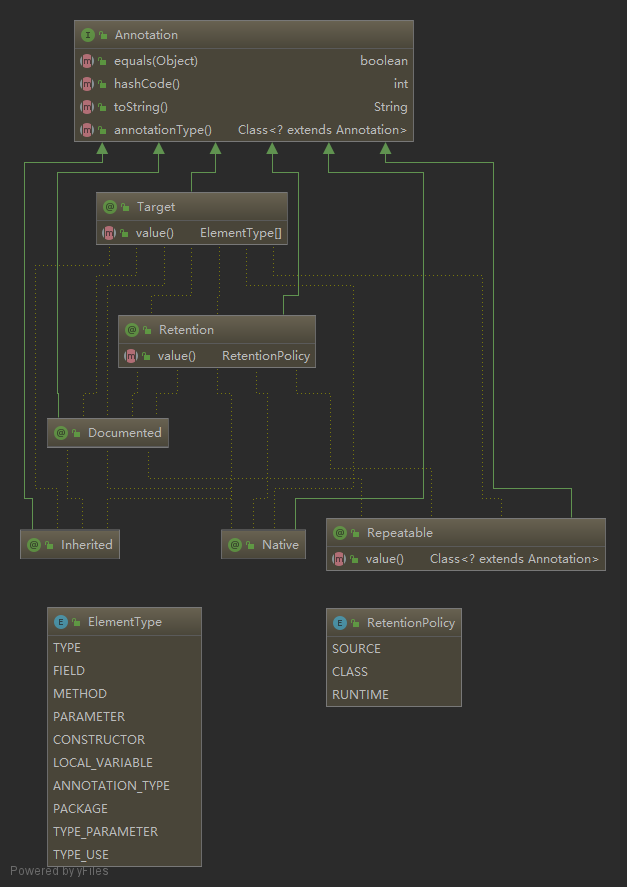 Annotation
equals(Object) boolean
hashCode() int
toString() String
annotationType() Class<? extends Annotation>
Target
value() ElementType[]
Retention
value() RetentionPolicy
Documented
Inherited
Native
Repeatable
value() Class<? extends Annotation>
ElementType
TYPE
FIELD
METHOD
PARAMETER
CONSTRUCTOR
LOCAL_VARIABLE
ANNOTATION_TYPE
PACKAGE
TYPE_PARAMETER
TYPE_USE
RetentionPolicy
SOURCE
CLASS
RUNTIME
Powered by yFiles